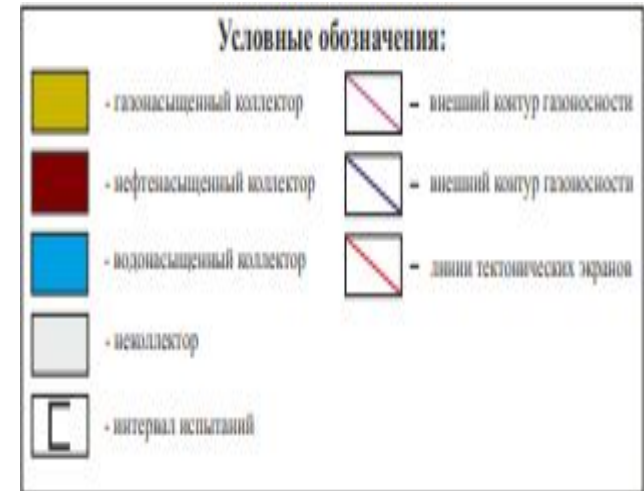 Условные обозначения:
- газонасыщенный коллектор
- нефтенасыщенный коллектор
- водонасыщенный коллектор
- неколлектор
- интервал испытаний
– внешний контур газоносности
– внешний контур газоносности
– линии тектонических экранов